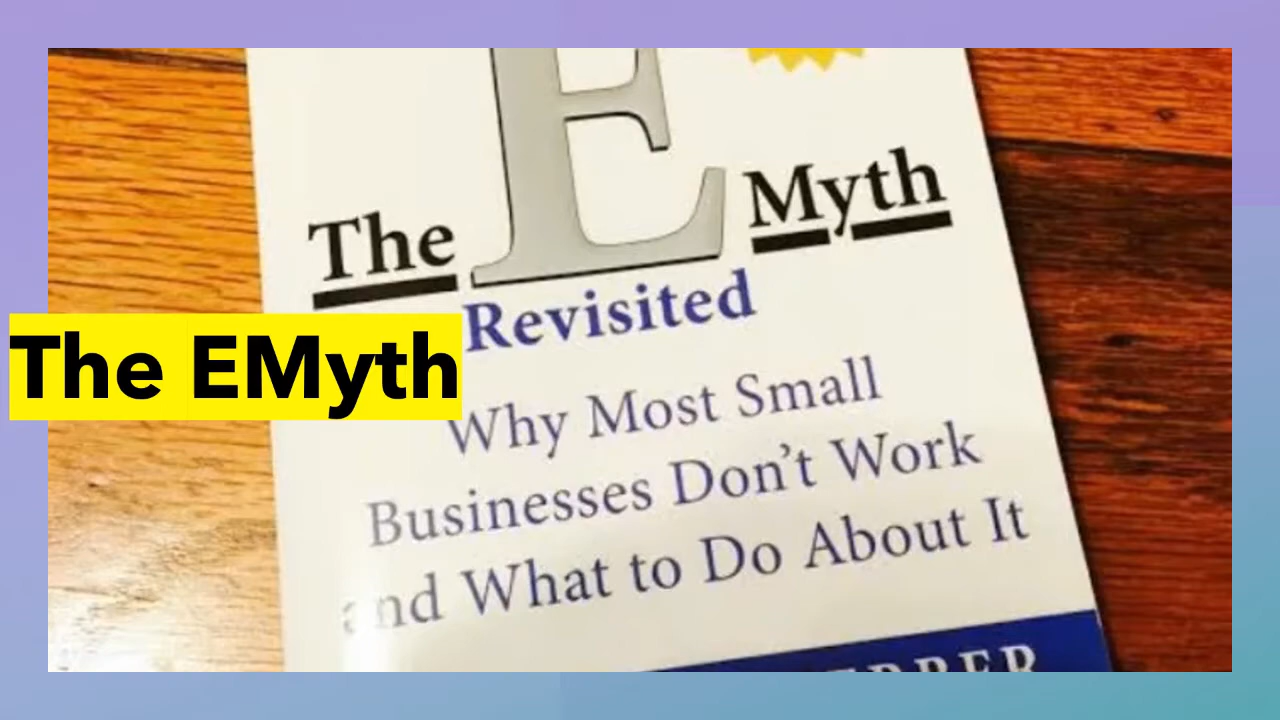 The E Myth
Revisited
The EMyth
Why Most Small
Businesses Don't Work
and What to Do About It